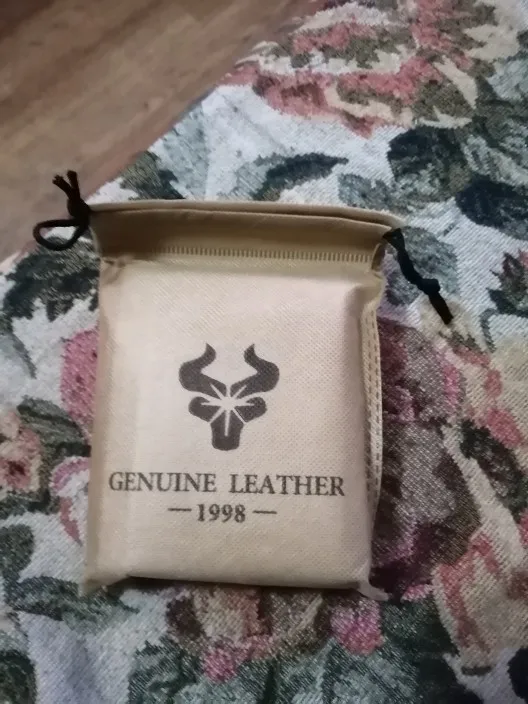 GENUINE LEATHER
— 1998 —